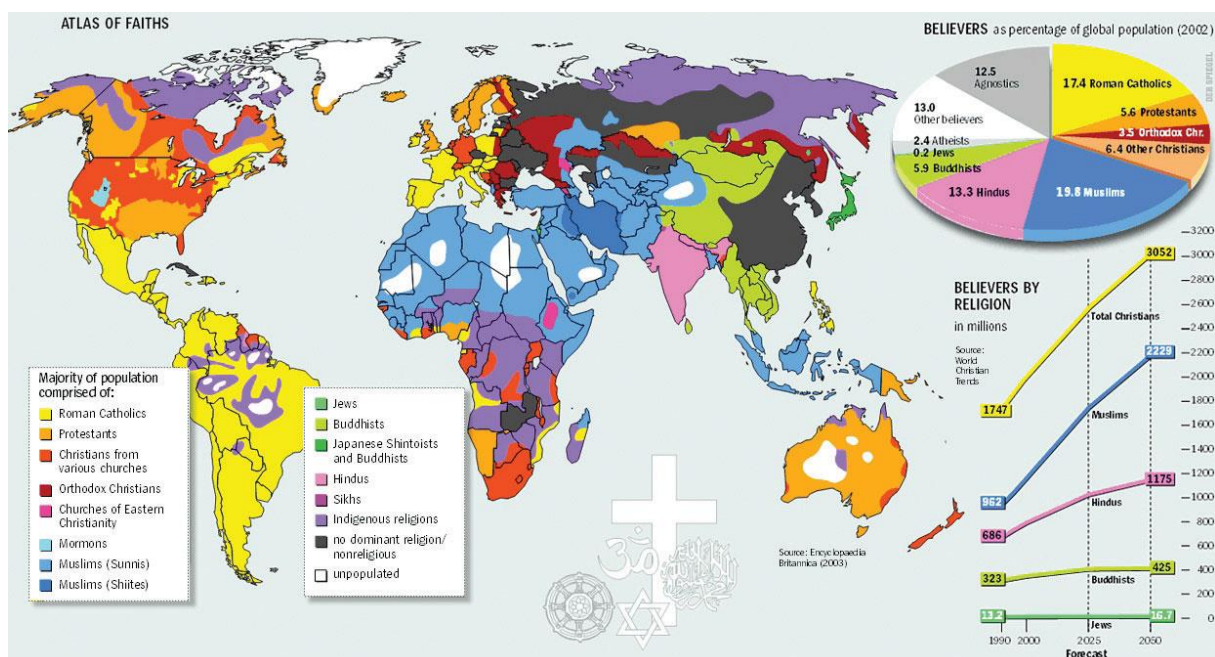 ATLAS OF FAITHS
BELIEVERS as percentage of global population (2002)
DER SPIEGEL
12.5
Agnostics
17.4 Roman Catholics
13.0
Other believers
5.6 Protestants
3.5 Orthodox Chr.
2.4 Atheists
6.4 Other Christians
0.2 Jews
5.9 Buddhists
13.3 Hindus
19.8 Muslims
Majority of population
comprised of:
Roman Catholics
Protestants
Christians from
various churches
Orthodox Christians
Churches of Eastern
Christianity
Mormons
Muslims (Sunnis)
Muslims (Shiites)
Jews
Buddhists
Japanese Shintoists
and Buddhists
Hindus
Sikhs
Indigenous religions
no dominant religion/
nonreligious
unpopulated
Source: Encyclopaedia
Britannica (2003)
BELIEVERS BY
RELIGION
in millions
Source:
World
Christian
Trends
3200
3000
2800
2600
2400
2200
2000
1800
1600
1400
1200
1000
800
600
400
200
0
3052
Total Christians
1747
2229
Muslims
962
1175
Hindus
686
425
Buddhists
323
13.2
16.7
Jews
1990 2000 2025 2050
Forecast
ॐ